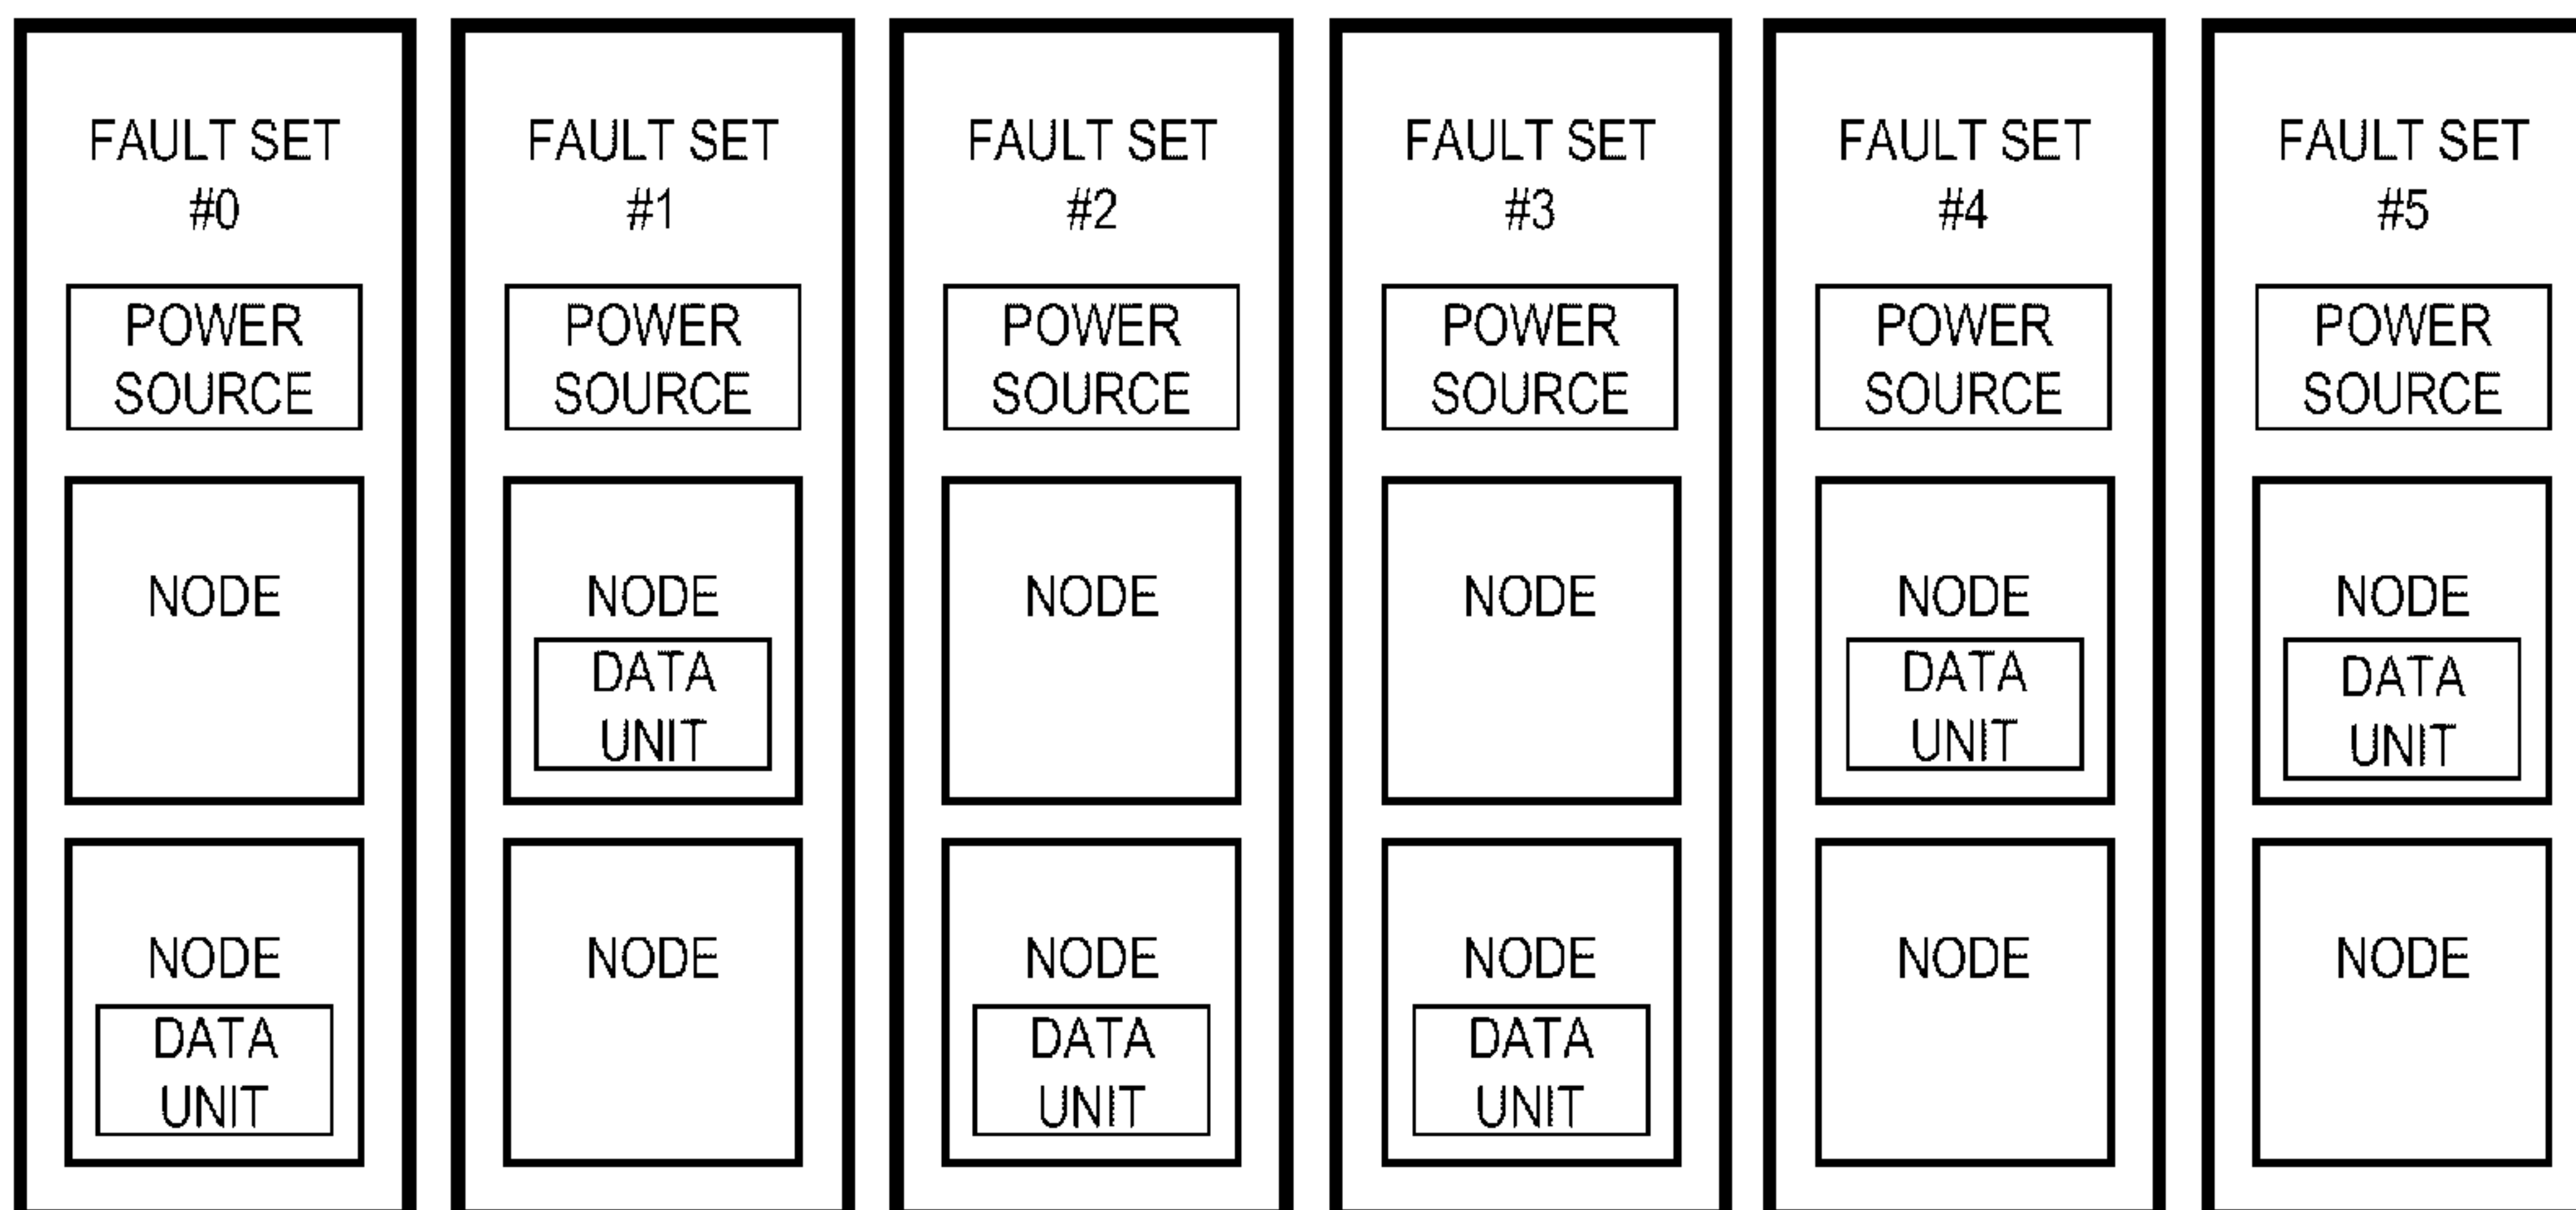 FAULT SET
#0
POWER
SOURCE
NODE
NODE
DATA
UNIT
FAULT SET
#1
POWER
SOURCE
NODE
DATA
UNIT
NODE
FAULT SET
#2
POWER
SOURCE
NODE
NODE
DATA
UNIT
FAULT SET
#3
POWER
SOURCE
NODE
NODE
DATA
UNIT
FAULT SET
#4
POWER
SOURCE
NODE
DATA
UNIT
NODE
FAULT SET
#5
POWER
SOURCE
NODE
DATA
UNIT
NODE